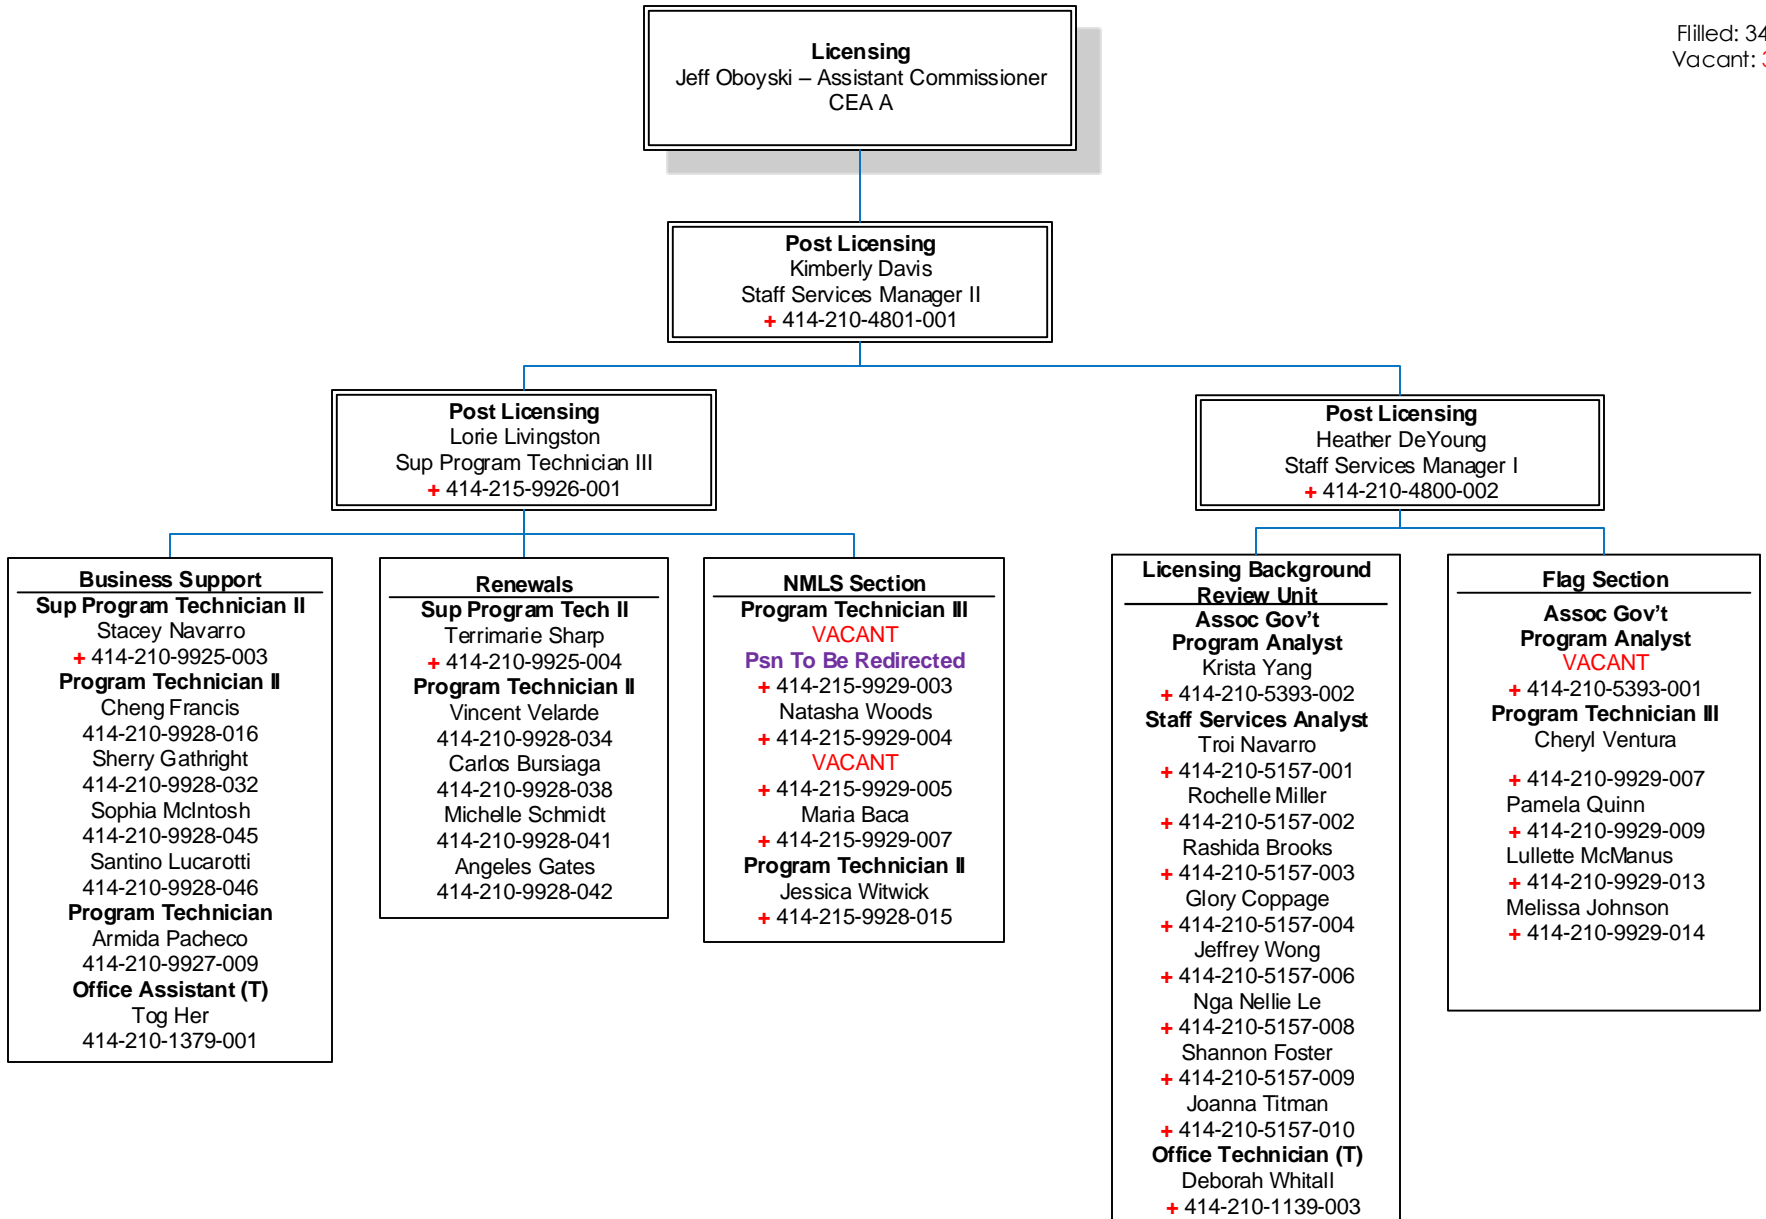 Flilled: 34
Vacant: 3
Licensing
Jeff Oboyski – Assistant Commissioner
CEA A
Post Licensing
Kimberly Davis
Staff Services Manager II
+ 414-210-4801-001
Post Licensing
Lorie Livingston
Sup Program Technician III
+ 414-215-9926-001
Post Licensing
Heather DeYoung
Staff Services Manager I
+ 414-210-4800-002
Business Support
Sup Program Technician II
Stacey Navarro
+ 414-210-9925-003
Program Technician II
Cheng Francis
414-210-9928-016
Sherry Gathright
414-210-9928-032
Sophia McIntosh
414-210-9928-045
Santino Lucarotti
414-210-9928-046
Program Technician
Armida Pacheco
414-210-9927-009
Office Assistant (T)
Tog Her
414-210-1379-001
Renewals
Sup Program Tech II
Terrimarie Sharp
+ 414-210-9925-004
Program Technician II
Vincent Velarde
414-210-9928-034
Carlos Bursiaga
414-210-9928-038
Michelle Schmidt
414-210-9928-041
Angeles Gates
414-210-9928-042
NMLS Section
Program Technician III
VACANT
Psn To Be Redirected
+ 414-215-9929-003
Natasha Woods
+ 414-215-9929-004
VACANT
+ 414-215-9929-005
Maria Baca
+ 414-215-9929-007
Program Technician II
Jessica Witwick
+ 414-215-9928-015
Licensing Background
Review Unit
Assoc Gov't
Program Analyst
Krista Yang
+ 414-210-5393-002
Staff Services Analyst
Troi Navarro
+ 414-210-5157-001
Rochelle Miller
+ 414-210-5157-002
Rashida Brooks
+ 414-210-5157-003
Glory Coppage
+ 414-210-5157-004
Jeffrey Wong
+ 414-210-5157-006
Nga Nellie Le
+ 414-210-5157-008
Shannon Foster
+ 414-210-5157-009
Joanna Titman
+ 414-210-5157-010
Office Technician (T)
Deborah Whitall
+ 414-210-1139-003
Flag Section
Assoc Gov't
Program Analyst
VACANT
+ 414-210-5393-001
Program Technician III
Cheryl Ventura
+ 414-210-9929-007
Pamela Quinn
+ 414-210-9929-009
Lullette McManus
+ 414-210-9929-013
Melissa Johnson
+ 414-210-9929-014